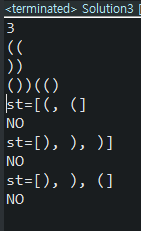 <terminated> Solution3 [
3
((
))
())(()
st=[(, (]
NO
st=[), ), )]
NO
st=[), ), (]
NO